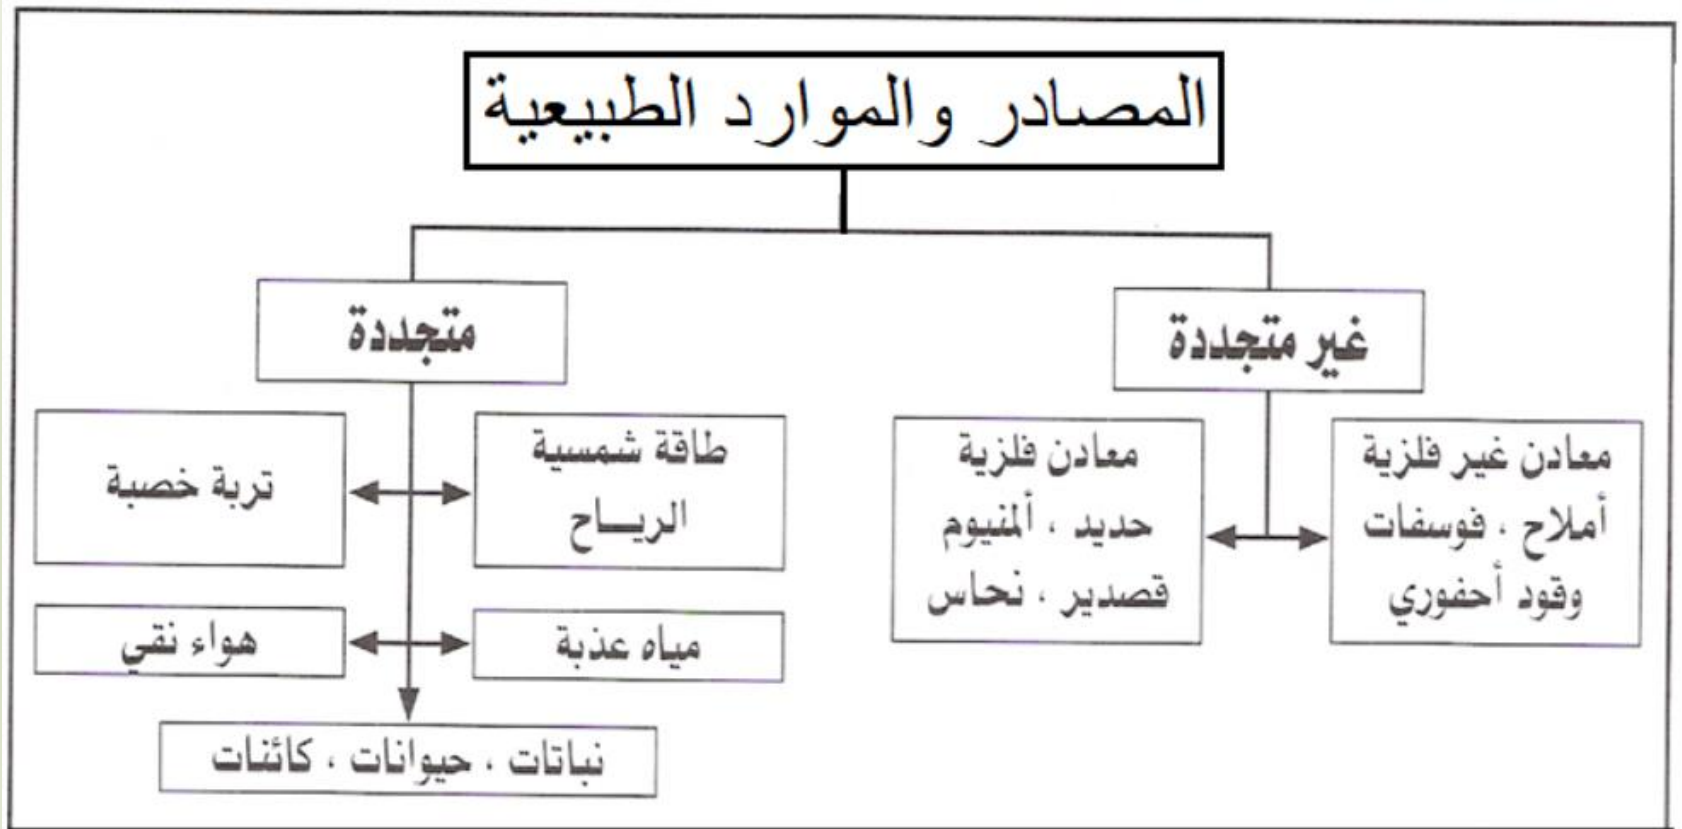 المصادر والموارد الطبيعية
غير متجددة
معادن غير فلزية
أملاح ، فوسفات
وقود أحفوري
معادن فلزية
حديد ، ألمنيوم
قصدير ، نحاس
متجددة
طاقة شمسية
الريـــاح
تربة خصبة
مياه عذبة
هواء نقي
نباتات ، حيوانات ، كائنات